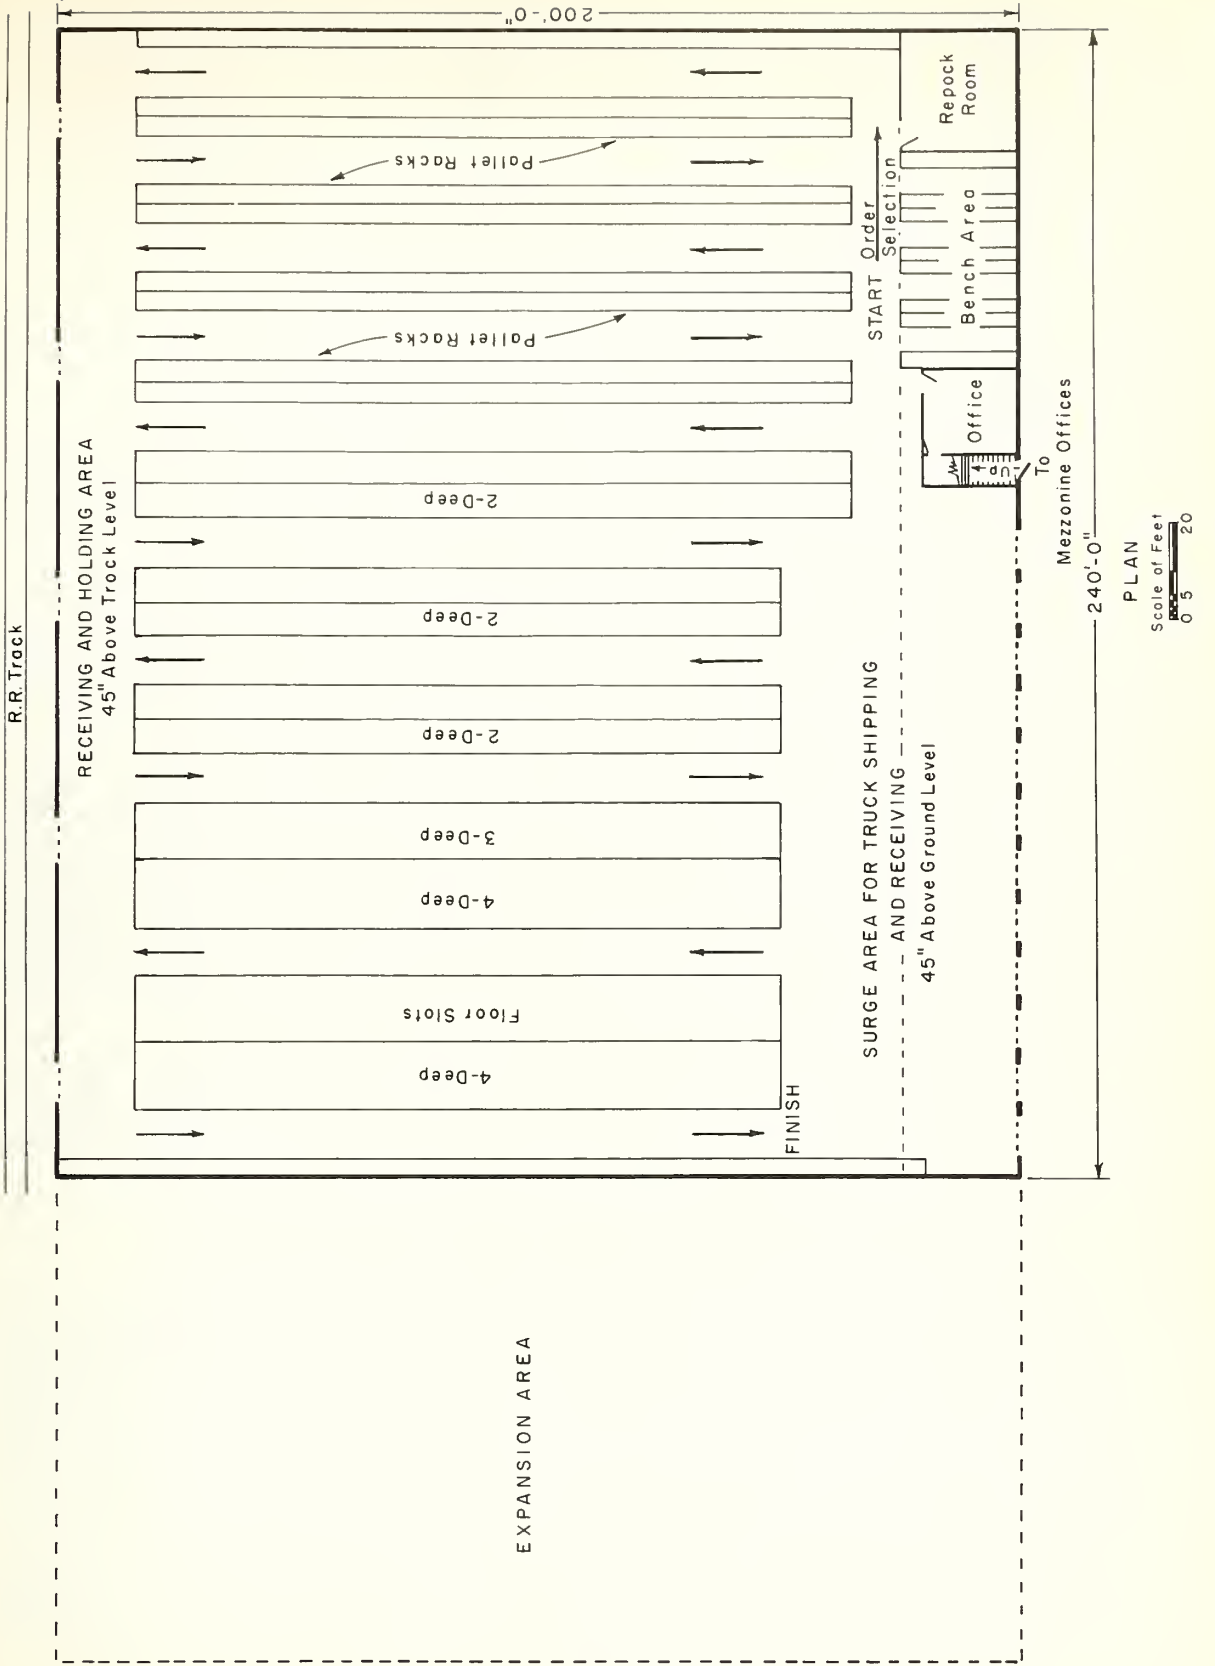 R.R. Track
RECEIVING AND HOLDING AREA
45" Above Track Level
200'-0"
Pallet Racks
Pallet Racks
2-Deep
2-Deep
2-Deep
3-Deep
4-Deep
Floor Slots
4-Deep
START
Order
Selection
Repack
Room
Bench Area
Office
Up
To
Mezzanine Offices
SURGE AREA FOR TRUCK SHIPPING
AND RECEIVING
45" Above Ground Level
FINISH
EXPANSION AREA
240'-0"
PLAN
Scale of Feet
0 5 20